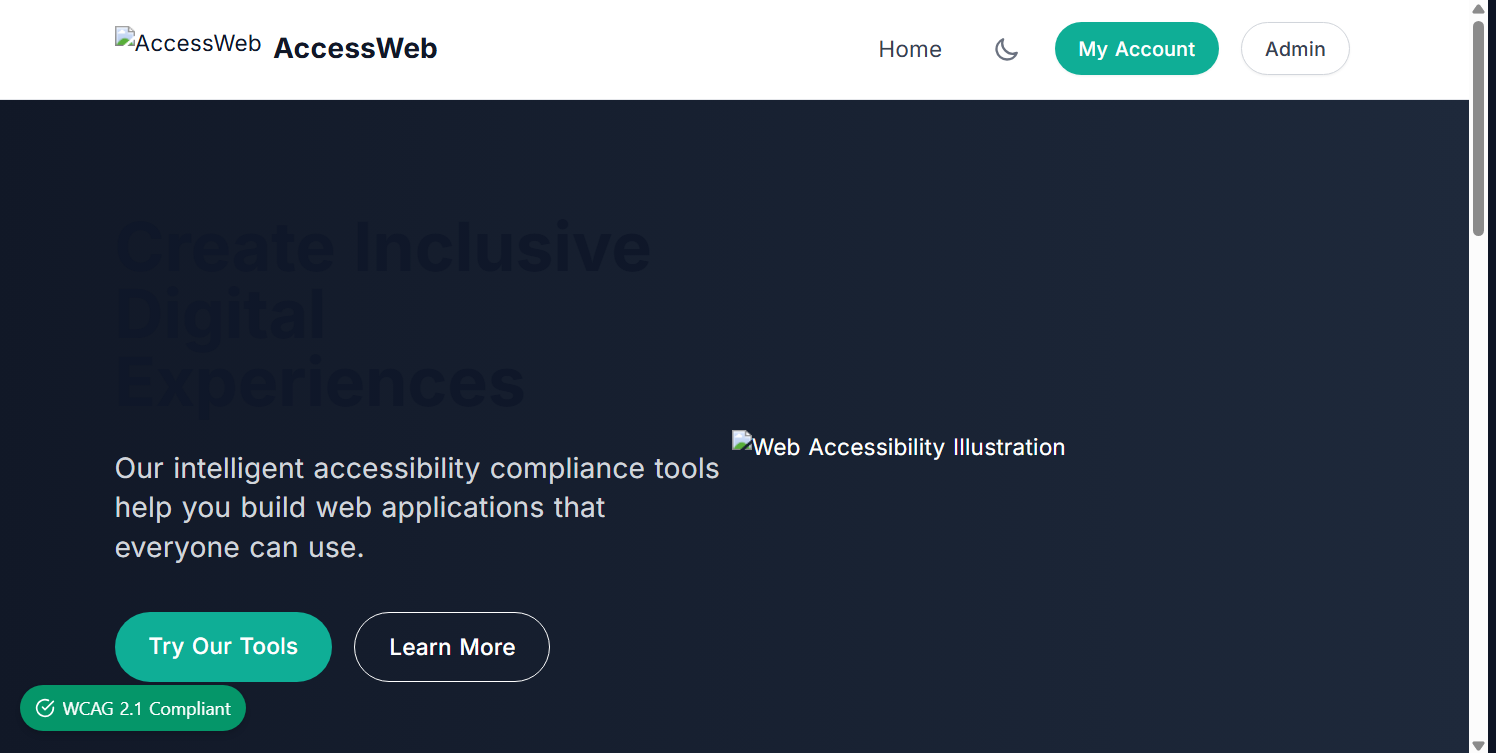 AccessWeb AccessWeb
Home
My Account
Admin
Create Inclusive
Digital
Experiences
Our intelligent accessibility compliance tools
help you build web applications that
everyone can use.
Web Accessibility Illustration
Try Our Tools
Learn More
WCAG 2.1 Compliant